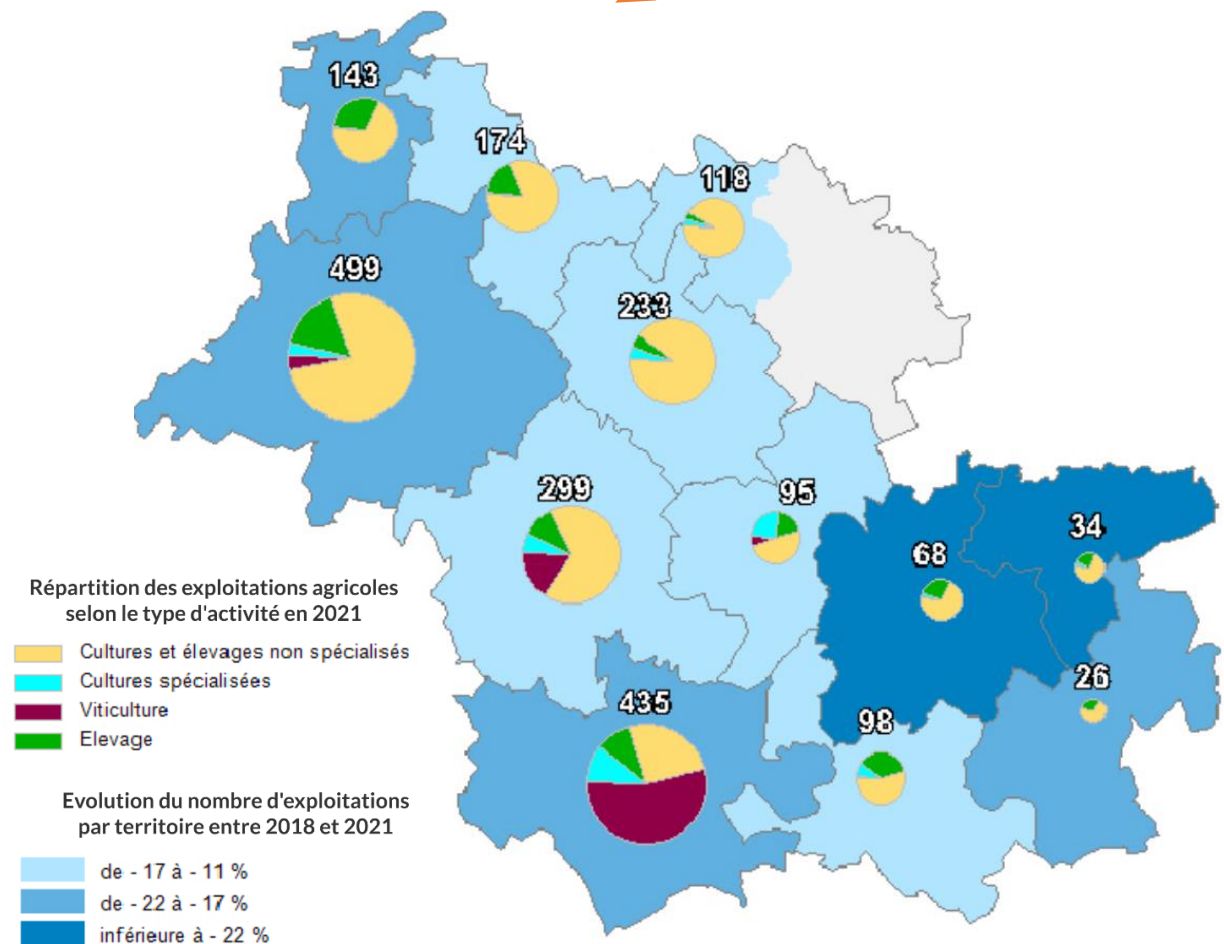 143
174
118
499
233
299
95
34
68
26
435
98
Répartition des exploitations agricoles
selon le type d'activité en 2021
Cultures et élevages non spécialisés
Cultures spécialisées
Viticulture
Elevage
Evolution du nombre d'exploitations
par territoire entre 2018 et 2021
de - 17 à - 11 %
de - 22 à - 17 %
inférieure à - 22 %